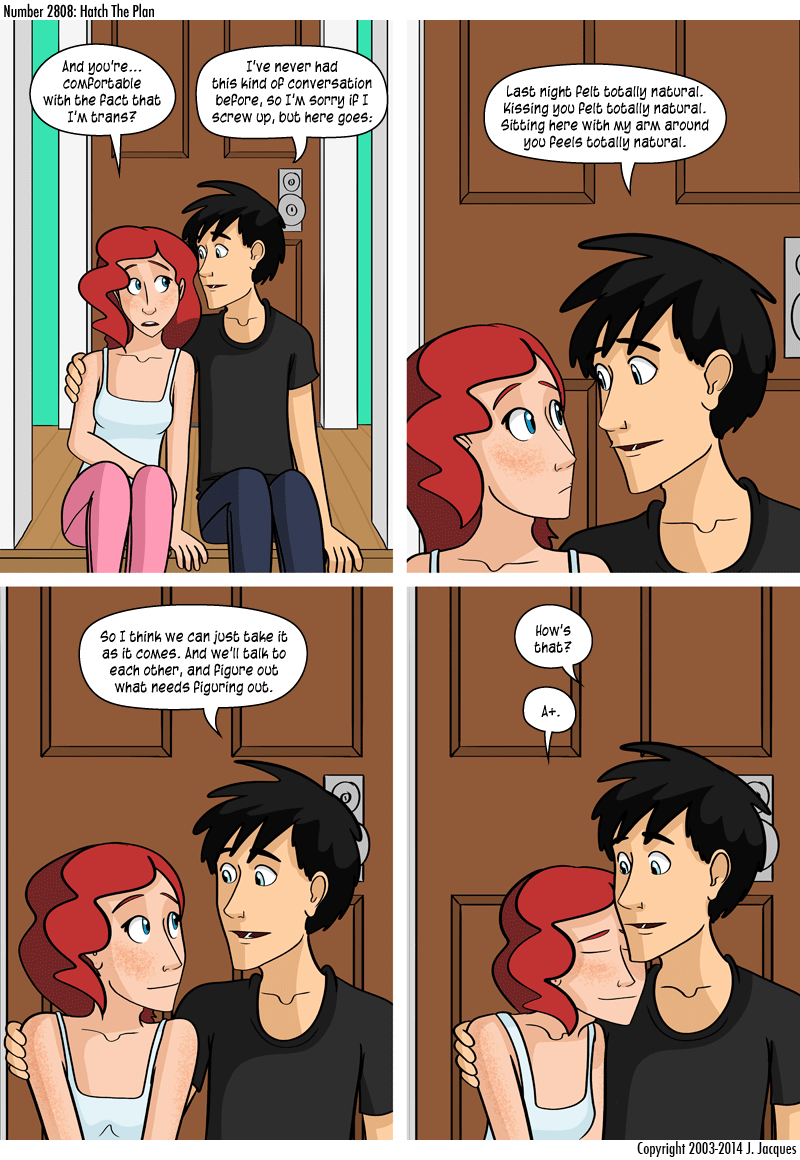 Number 2808: Hatch The Plan
And you're...
comfortable
with the fact that
I'm trans?
I've never had
this kind of conversation
before, so I'm sorry if I
screw up, but here goes:
Last night felt totally natural.
Kissing you felt totally natural.
Sitting here with my arm around
you feels totally natural.
So I think we can just take it
as it comes. And we'll talk to
each other, and figure out
what needs figuring out.
How's
that?
A+.
Copyright 2003-2014 J. Jacques